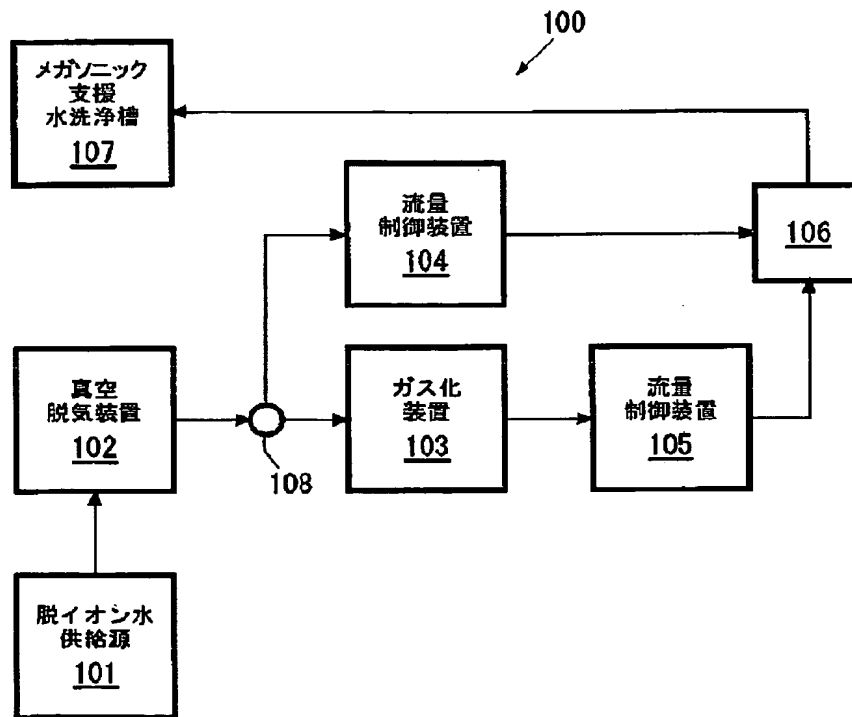 100
メガソニック
支援
水洗浄槽
107
流量
制御装置
104
106
真空
脱気装置
102
108
ガス化
装置
103
流量
制御装置
105
脱イオン水
供給源
101